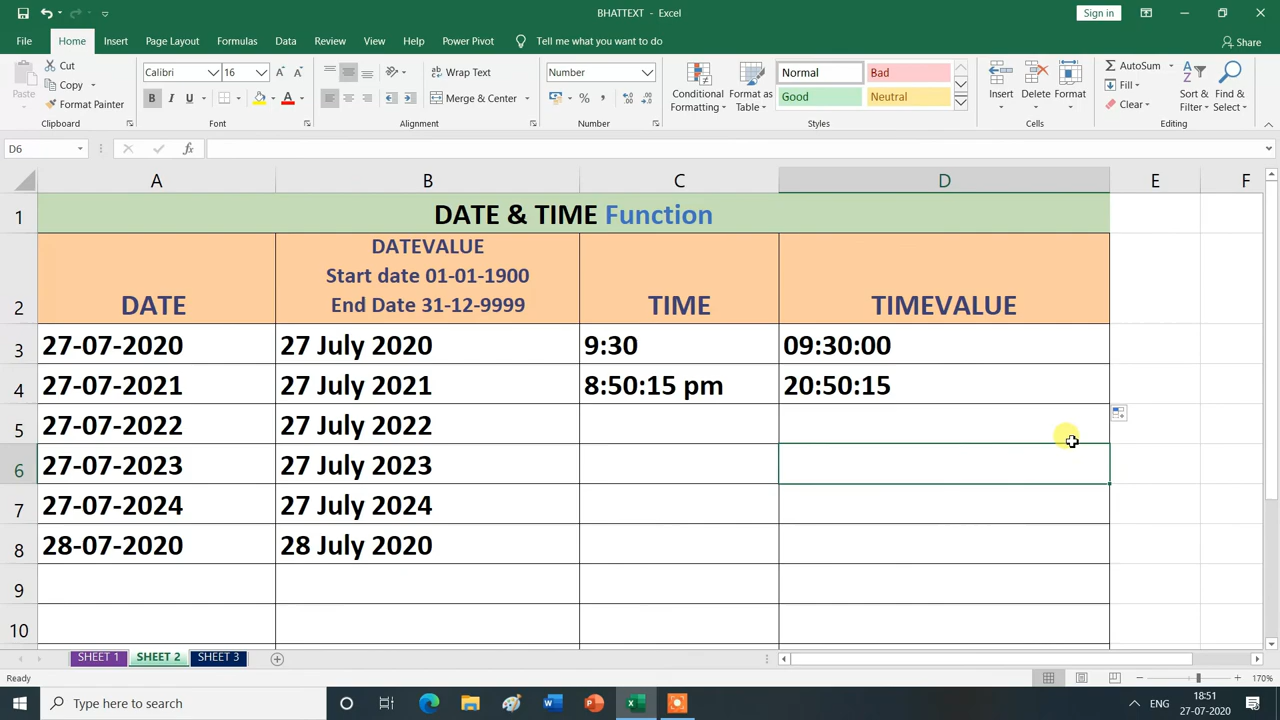 BHATTEXT - Excel
Sign in
File Home Insert Page Layout Formulas Data Review View Help Power Pivot Tell me what you want to do Share
Paste
Cut
Copy
Format Painter
Clipboard
Calibri 16
B I U
Font
Wrap Text
Merge & Center
Alignment
Number
%
Number
Conditional Formatting
Format as Table
Normal Bad
Good Neutral
Styles
Insert Delete Format
Cells
AutoSum
Fill
Clear
Sort & Filter
Find & Select
Editing
D6 fx
A B C D E F
1 DATE & TIME Function
2 DATE
DATEVALUE
Start date 01-01-1900
End Date 31-12-9999
TIME TIMEVALUE
3 27-07-2020 27 July 2020 9:30 09:30:00
4 27-07-2021 27 July 2021 8:50:15 pm 20:50:15
5 27-07-2022 27 July 2022
6 27-07-2023 27 July 2023
7 27-07-2024 27 July 2024
8 28-07-2020 28 July 2020
9
10
SHEET 1 SHEET 2 SHEET 3
Ready 170%
Type here to search
ENG
18:51
27-07-2020